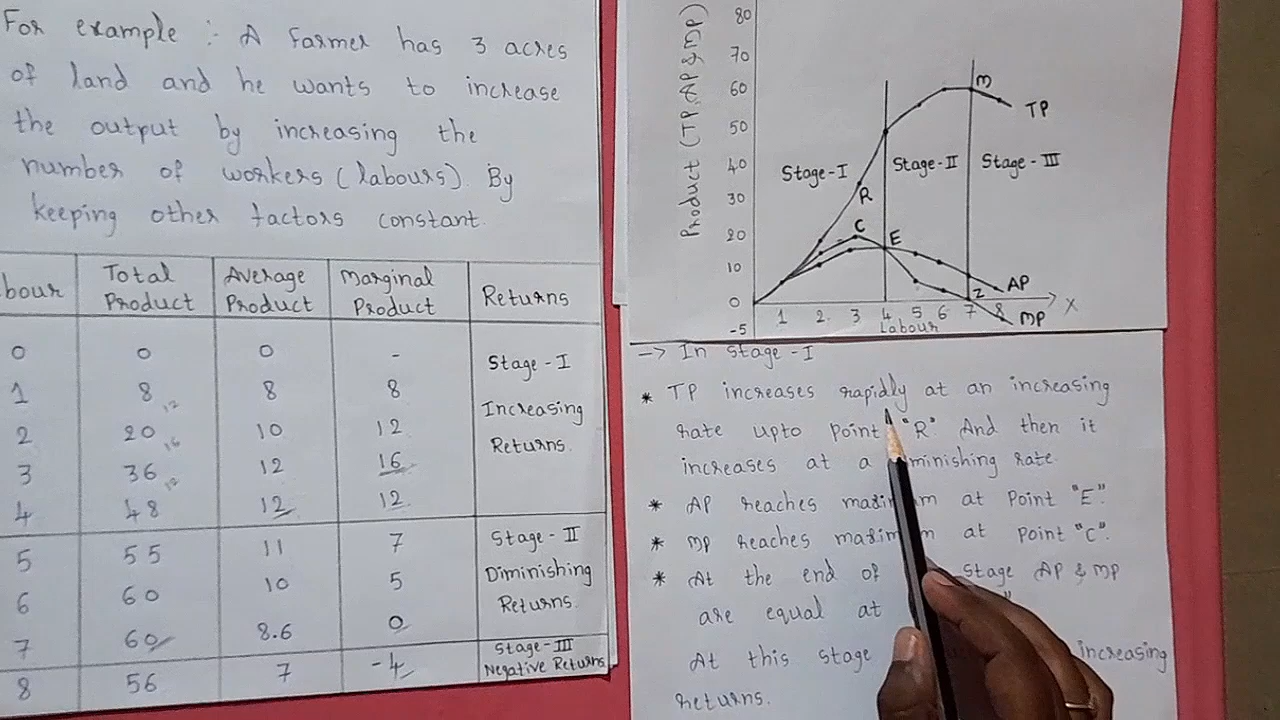 For example :- A farmer has 3 acres
of land and he wants to increase
the output by increasing the
number of workers (labours). By
keeping other factors constant.
bour Total Product Average Product Marginal Product Returns
0 0 0 -
1 8 8 8
12
2 20 10 12
16
3 36 12 16
12
4 48 12 12
Stage-I
Increasing
Returns.
5 55 11 7
6 60 10 5
7 60 8.6 0
Stage-II
Diminishing
Returns.
8 56 7 -4
Stage-III
Negative Returns
Product (TP, AP & MP)
80
70
60
50
40
30
20
10
0
-5
1 2 3 4 5 6 7 8
Labour
X
Stage-I Stage-II Stage-III
M
TP
R
C
E
AP
Z
MP
-> In stage-I
* TP increases rapidly at an increasing
rate upto point "R". And then it
increases at a minishing rate
* AP reaches maxim m at Point "E".
* MP reaches maxim m at Point "C".
* At the end of stage AP & MP
are equal at
At this stage increasing
returns.